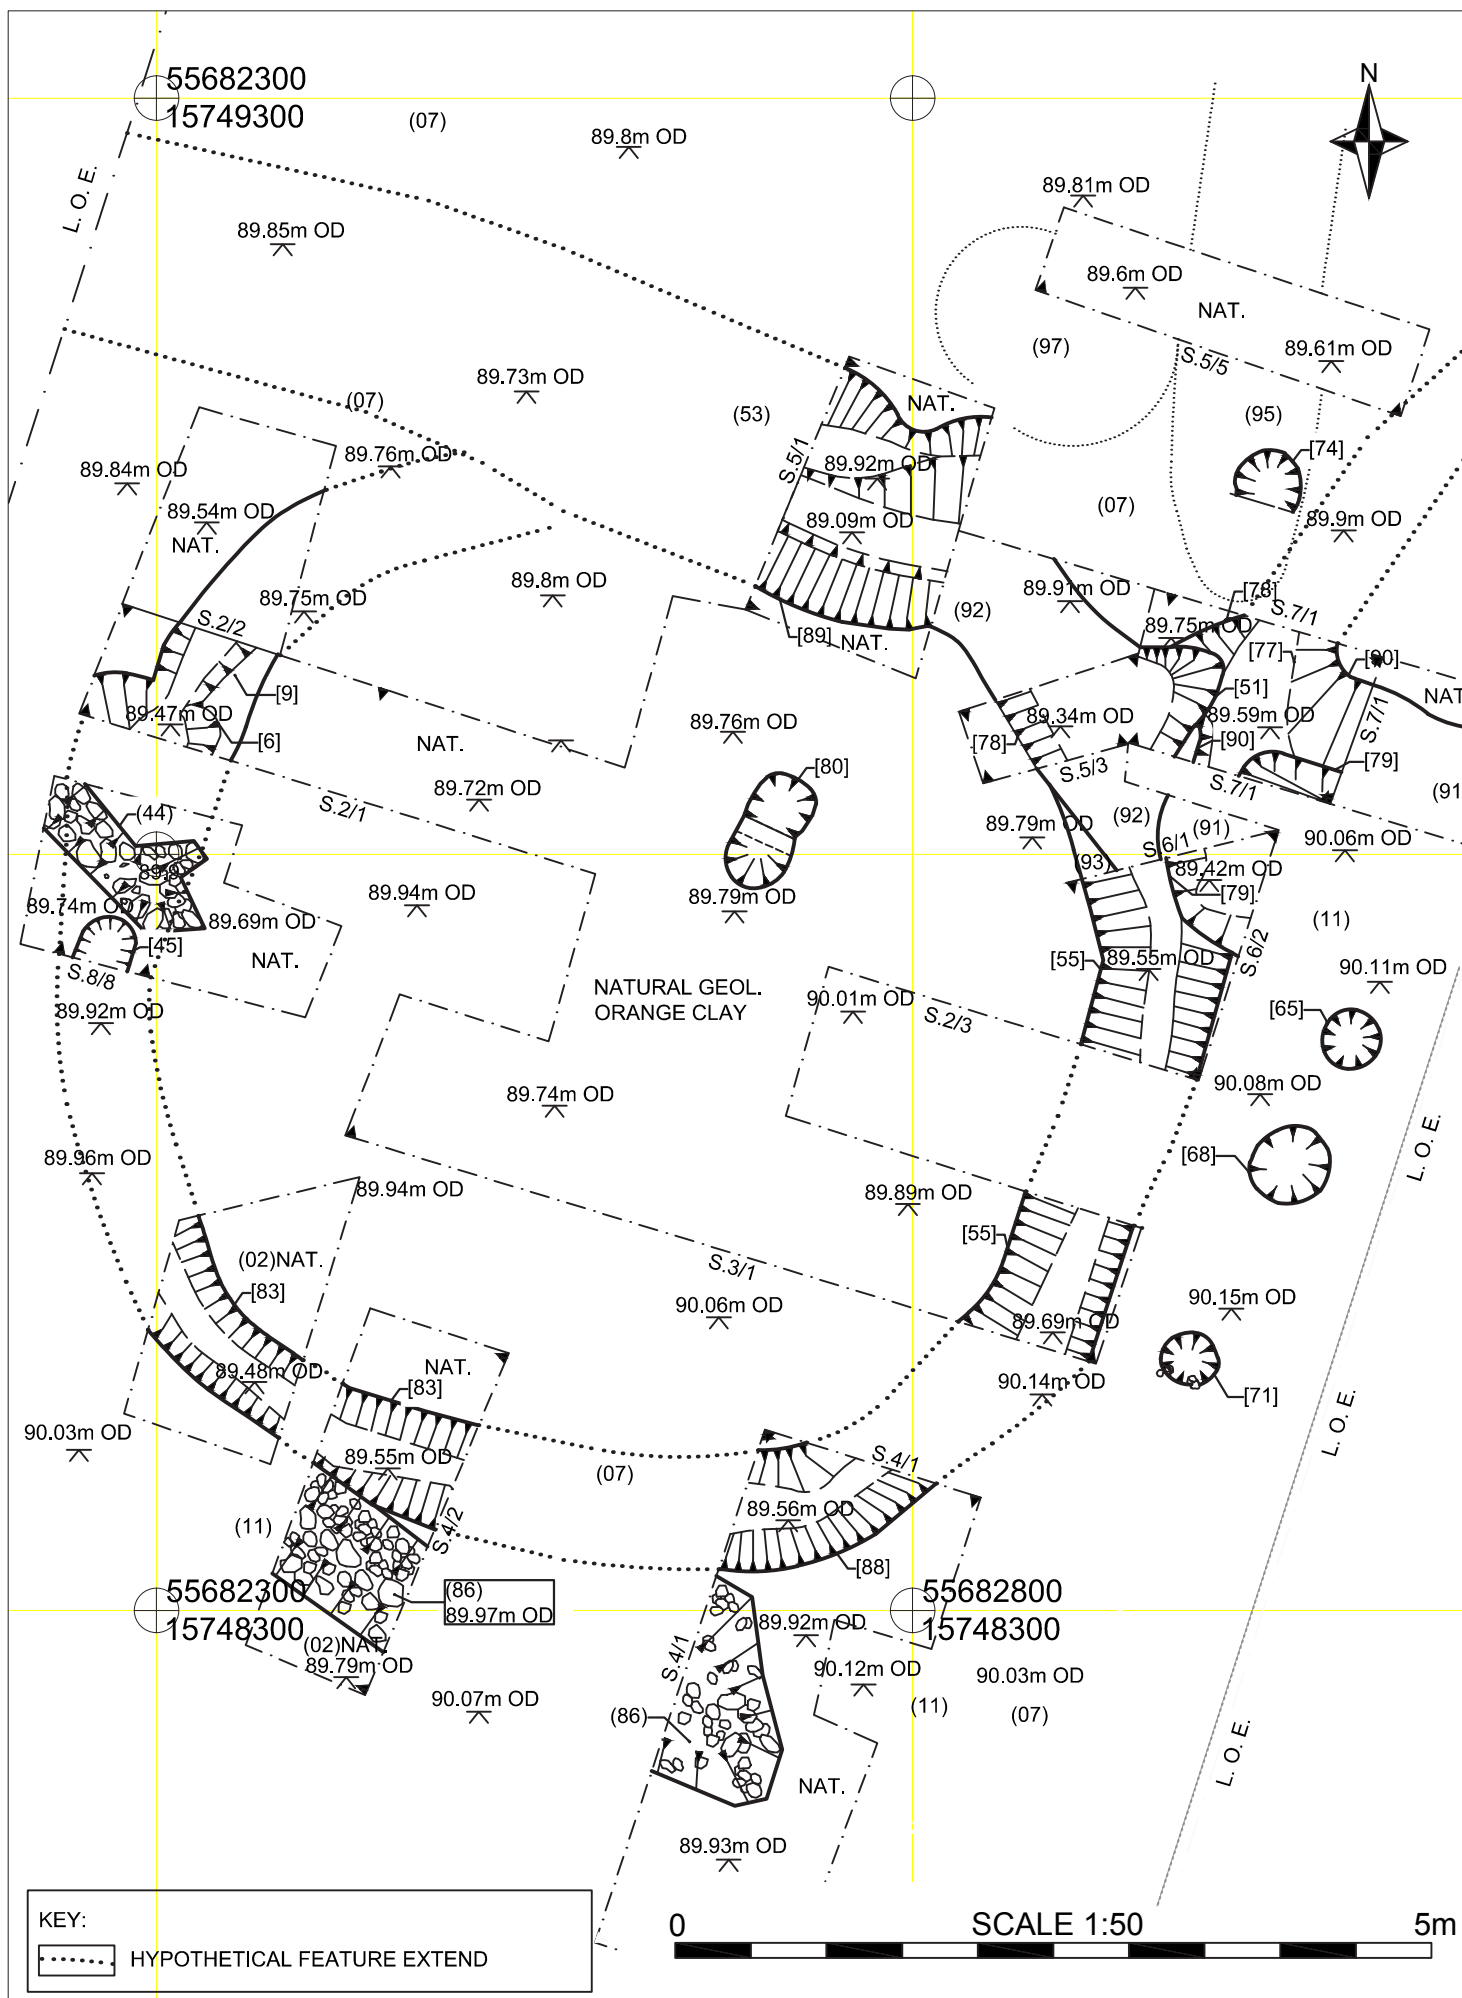 55682300
15749300
(07)
89.8m OD
N
L. O. E.
89.81m OD
89.85m OD
89.6m OD
NAT.
(97)
S.5/5
89.61m OD
89.73m OD
(07)
(53)
NAT.
(95)
89.76m OD
S.5/1
89.92m OD
[74]
89.84m OD
89.54m OD
NAT.
89.09m OD
(07)
89.9m OD
89.75m OD
89.8m OD
89.91m OD
[78]
S.7/1
S.2/2
(92)
89.75m OD
[89]
NAT.
[77]
[90]
[9]
[51]
NAT
89.47m OD
89.76m OD
89.34m OD
89.59m OD
S.7/1
[6]
NAT.
[78]
[90]
S.5/3
[79]
[80]
S.7/1
89.72m OD
S.2/1
(91
(44)
89.79m OD
(92)
(91)
90.06m OD
S.6/1
(93)
89.9
89.42m OD
89.94m OD
[79]
89.74m OD
89.69m OD
89.79m OD
(11)
[45]
NAT.
[55]
89.55m OD
S.6/2
90.11m OD
S.8/8
NATURAL GEOL.
ORANGE CLAY
90.01m OD
S.2/3
[65]
89.92m OD
90.08m OD
89.74m OD
L. O. E.
[68]
89.96m OD
89.94m OD
89.89m OD
[55]
(02)NAT.
S.3/1
[83]
90.06m OD
90.15m OD
89.69m OD
89.48m OD
NAT.
[83]
90.14m OD
[71]
L. O. E.
90.03m OD
89.55m OD
(07)
S.4/1
89.56m OD
(11)
S.4/2
[88]
55682300
15748300
(86)
89.97m OD
55682800
15748300
89.92m OD
(02)NAT.
89.79m OD
S.4/1
90.12m OD
90.03m OD
90.07m OD
(86)
(11)
(07)
L. O. E.
NAT.
89.93m OD
KEY:
HYPOTHETICAL FEATURE EXTEND
0
SCALE 1:50
5m